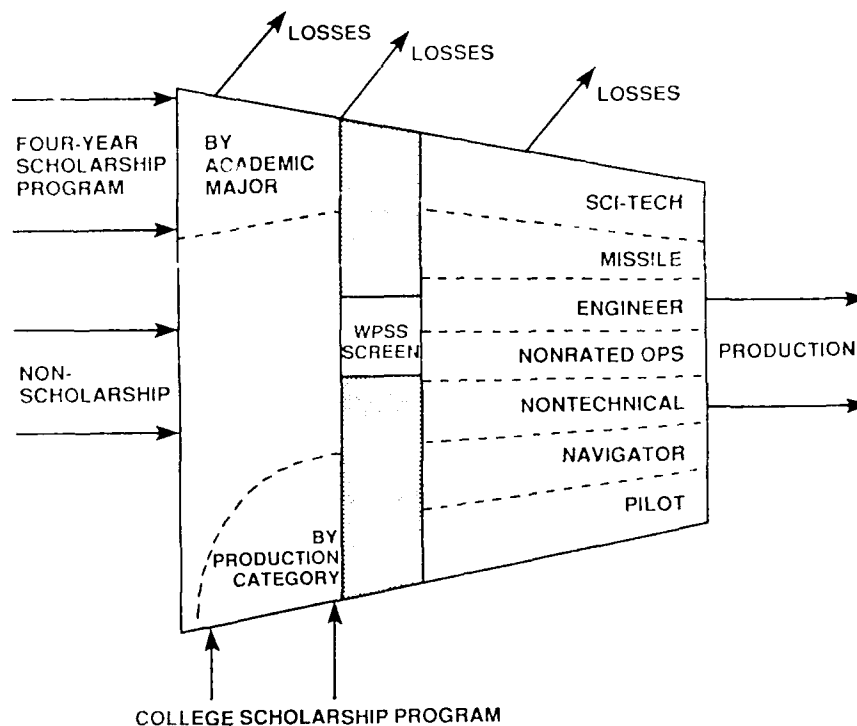 LOSSES
LOSSES
LOSSES
FOUR-YEAR
SCHOLARSHIP
PROGRAM
BY
ACADEMIC
MAJOR
SCI-TECH
MISSILE
ENGINEER
WPSS
SCREEN
NONRATED OPS
PRODUCTION
NON-
SCHOLARSHIP
NONTECHNICAL
NAVIGATOR
PILOT
BY
PRODUCTION
CATEGORY
COLLEGE SCHOLARSHIP PROGRAM